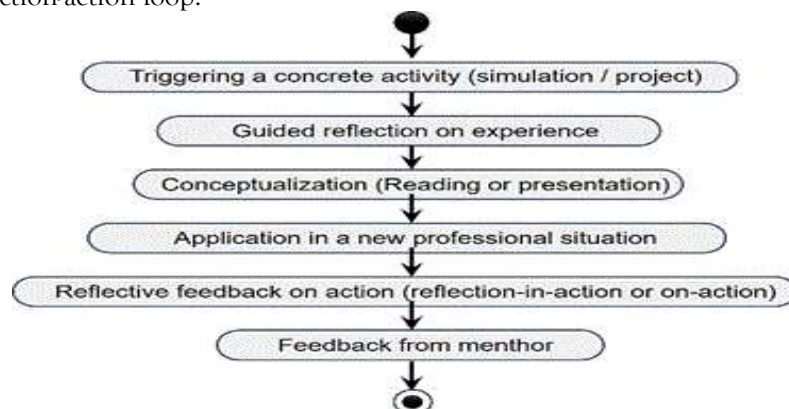 loop.
Triggering a concrete activity (simulation / project)
Guided reflection on experience
Conceptualization (Reading or presentation)
Application in a new professional situation
Reflective feedback on action (reflection-in-action or on-action)
Feedback from menthor